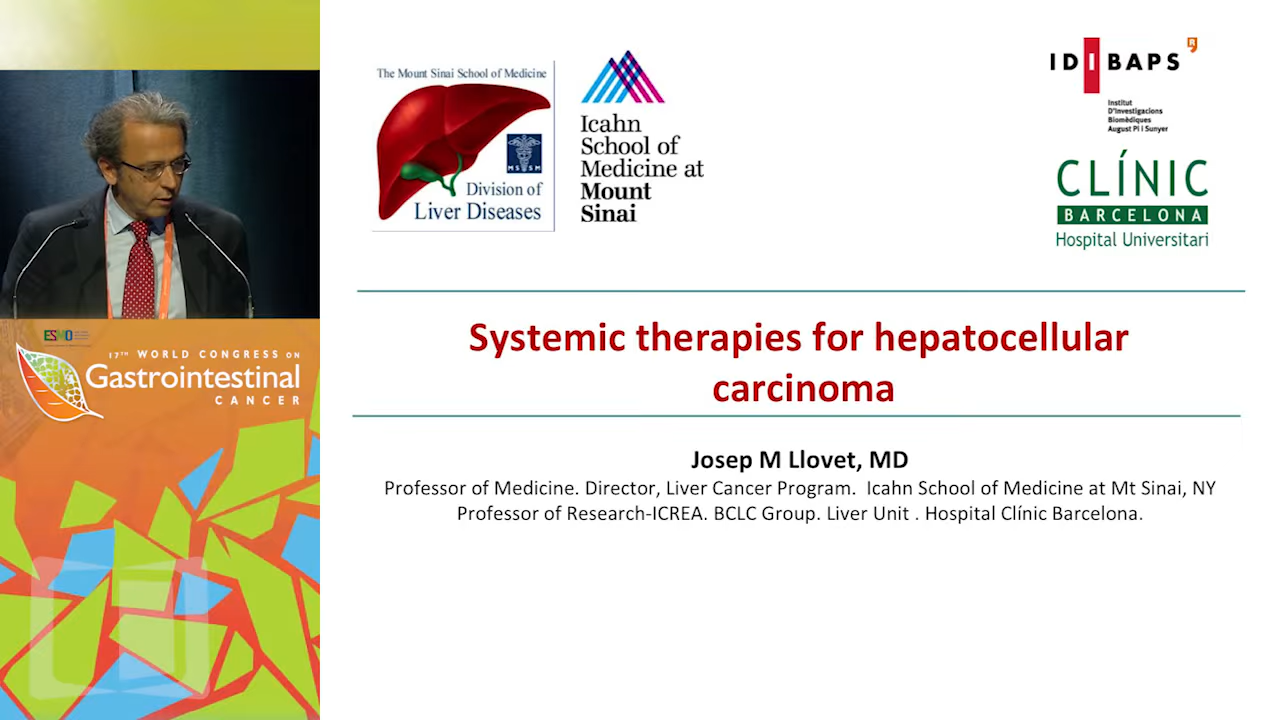 ESMO
17TH WORLD CONGRESS ON
Gastrointestinal
CANCER
The Mount Sinai School of Medicine
MSSM
Division of
Liver Diseases
Icahn
School of
Medicine at
Mount
Sinai
IDIBAPS
Institut
D'Investigacions
Biomèdiques
August Pi i Sunyer
CLÍNIC
BARCELONA
Hospital Universitari
Systemic therapies for hepatocellular
carcinoma
Josep M Llovet, MD
Professor of Medicine. Director, Liver Cancer Program. Icahn School of Medicine at Mt Sinai, NY
Professor of Research-ICREA. BCLC Group. Liver Unit . Hospital Clínic Barcelona.